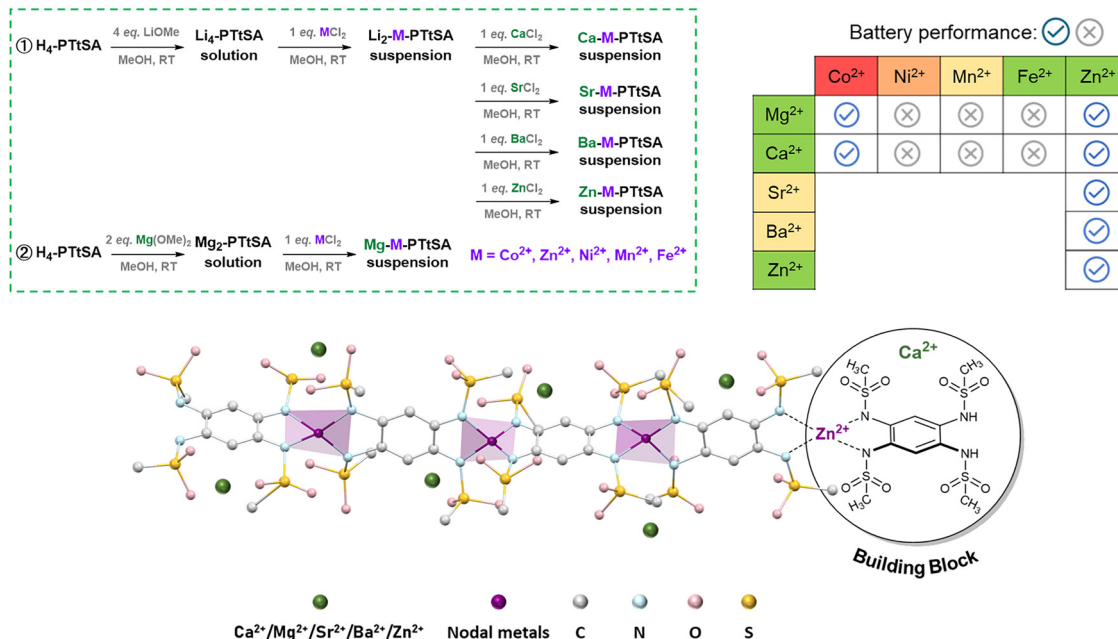 ① H₄-PTtSA 4 eq. LiOMe MeOH, RT Li₄-PTtSA solution 1 eq. MCl₂ MeOH, RT Li₂-M-PTtSA suspension 1 eq. CaCl₂ MeOH, RT Ca-M-PTtSA suspension
1 eq. SrCl₂ MeOH, RT Sr-M-PTtSA suspension
1 eq. BaCl₂ MeOH, RT Ba-M-PTtSA suspension
1 eq. ZnCl₂ MeOH, RT Zn-M-PTtSA suspension
② H₄-PTtSA 2 eq. Mg(OMe)₂ MeOH, RT Mg₂-PTtSA solution 1 eq. MCl₂ MeOH, RT Mg-M-PTtSA suspension
M = Co²⁺, Zn²⁺, Ni²⁺, Mn²⁺, Fe²⁺
Battery performance:
Co²⁺ Ni²⁺ Mn²⁺ Fe²⁺ Zn²⁺
Mg²⁺
Ca²⁺
Sr²⁺
Ba²⁺
Zn²⁺
Ca²⁺
H₃C CH₃
O S O O S O
N NH
Zn²⁺
N NH
O S O O S O
CH₃ CH₃
Building Block
Ca²⁺/Mg²⁺/Sr²⁺/Ba²⁺/Zn²⁺ Nodal metals C N O S